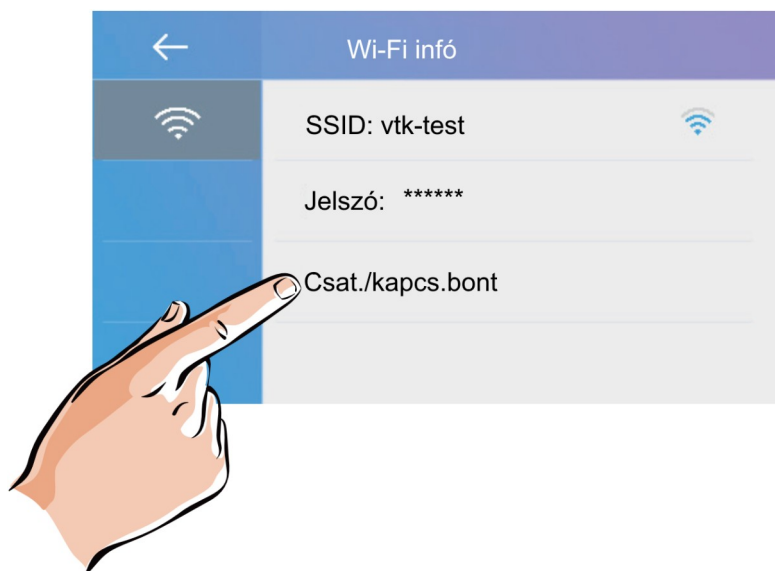 Wi-Fi infó
SSID: vtk-test
Jelszó: ******
Csat./kapcs.bont